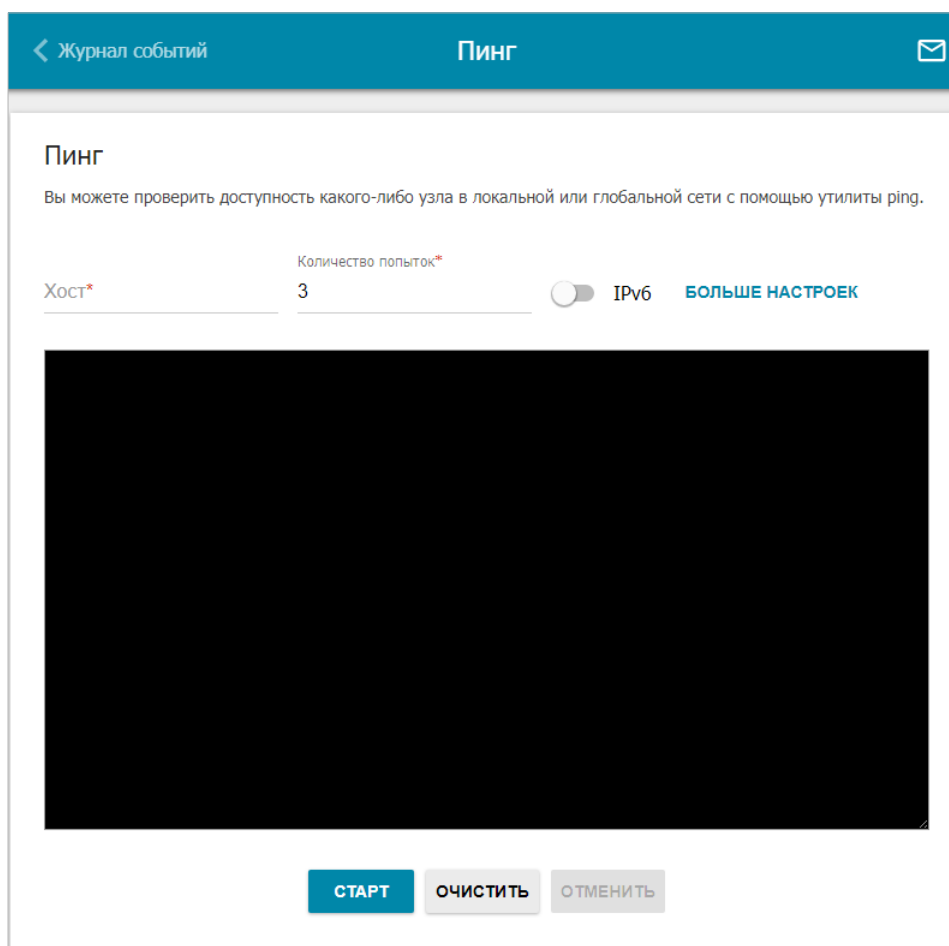 Журнал событий
Пинг
Пинг
Вы можете проверить доступность какого-либо узла в локальной или глобальной сети с помощью утилиты ping.
Хост*
Количество попыток*
3
IPv6
БОЛЬШЕ НАСТРОЕК
СТАРТ
ОЧИСТИТЬ
ОТМЕНИТЬ